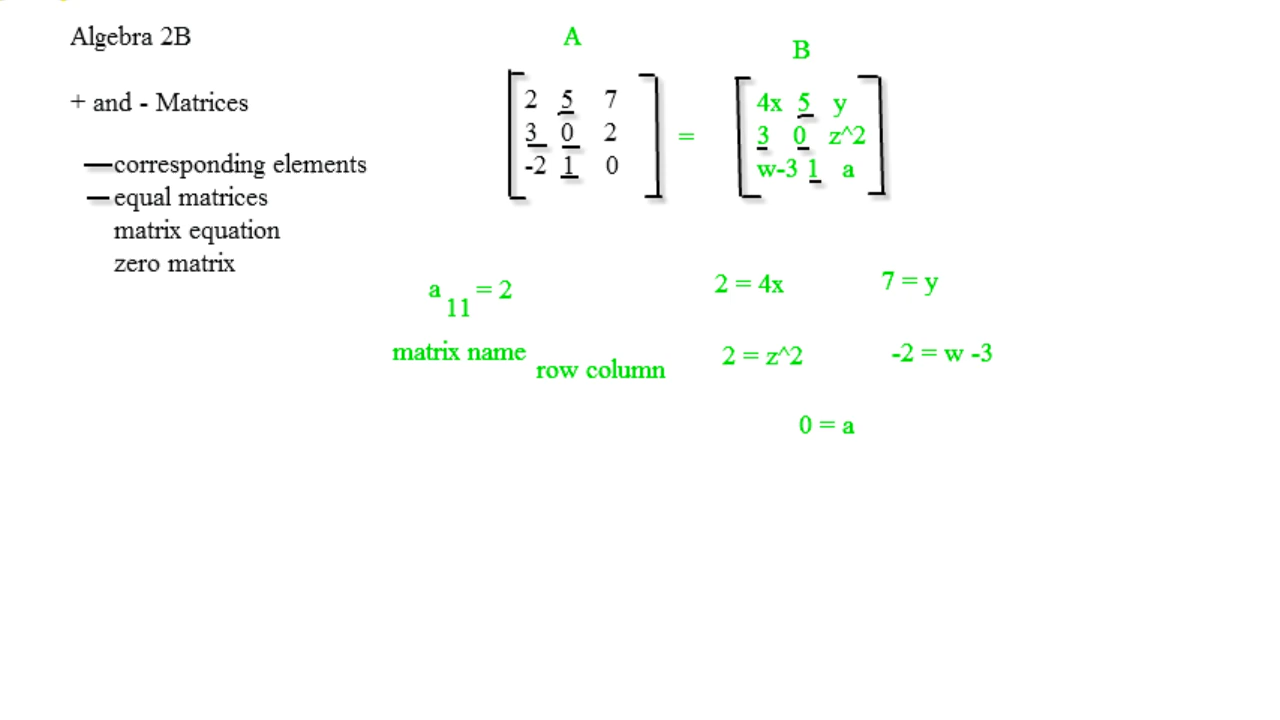 Algebra 2B
+ and - Matrices
corresponding elements
equal matrices
matrix equation
zero matrix
A
2 5 7
3 0 2
-2 1 0
=
B
4x 5 y
3 0 z^2
w-3 1 a
a 11 = 2
matrix name
row column
2 = 4x
7 = y
2 = z^2
-2 = w -3
0 = a